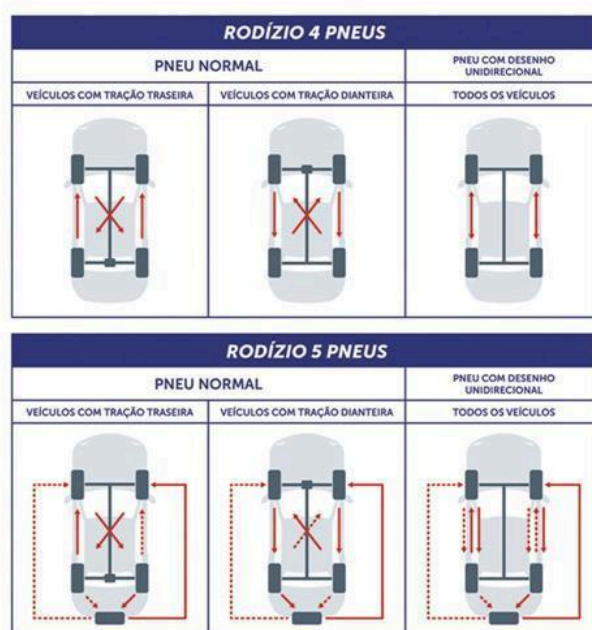 RODÍZIO 4 PNEUS
PNEU NORMAL
PNEU COM DESENHO
UNIDIRECIONAL
VEÍCULOS COM TRAÇÃO TRASEIRA
VEÍCULOS COM TRAÇÃO DIANTEIRA
TODOS OS VEÍCULOS
RODÍZIO 5 PNEUS
PNEU NORMAL
PNEU COM DESENHO
UNIDIRECIONAL
VEÍCULOS COM TRAÇÃO TRASEIRA
VEÍCULOS COM TRAÇÃO DIANTEIRA
TODOS OS VEÍCULOS